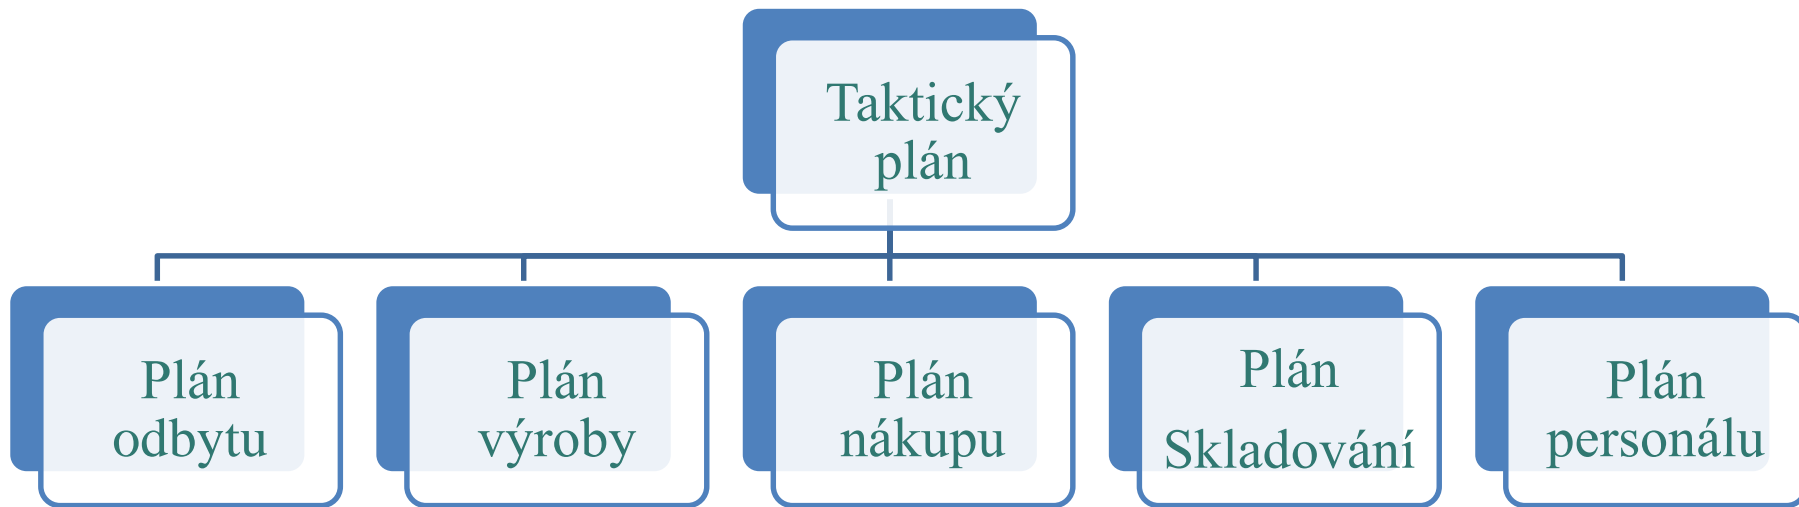 Taktický
plán
Plán
odbytu
Plán
výroby
Plán
nákupu
Plán
Skladování
Plán
personálu